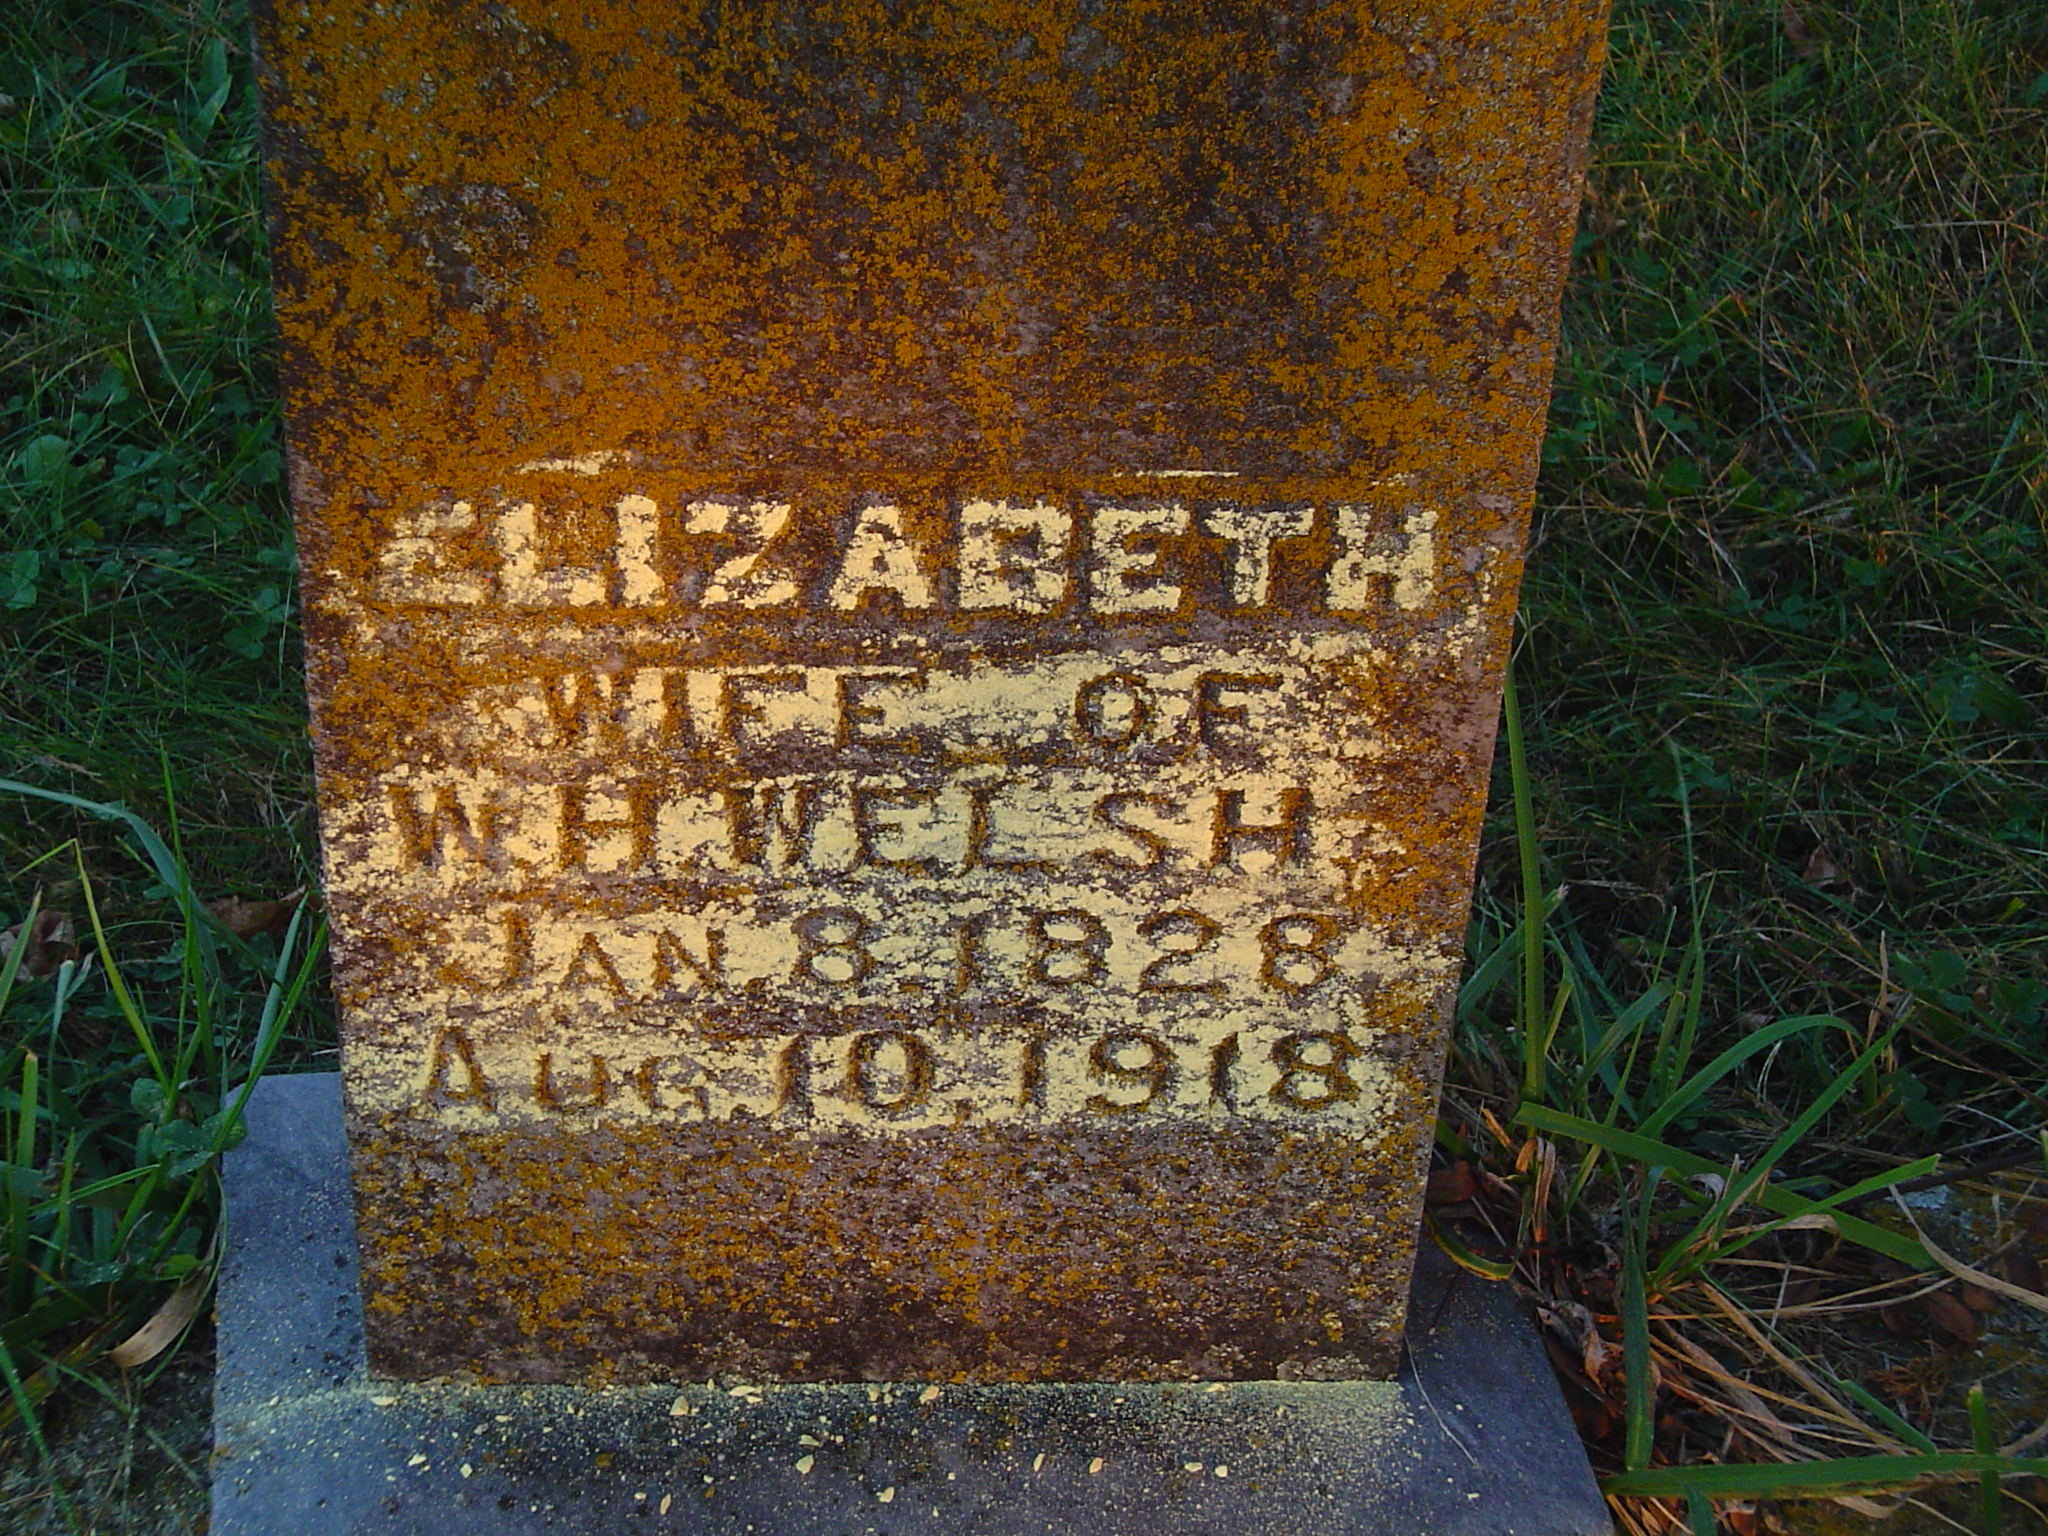 ELIZABETH
WIFE OF
W.H.WELSH,
JAN.8,1828
AUG.10,1918